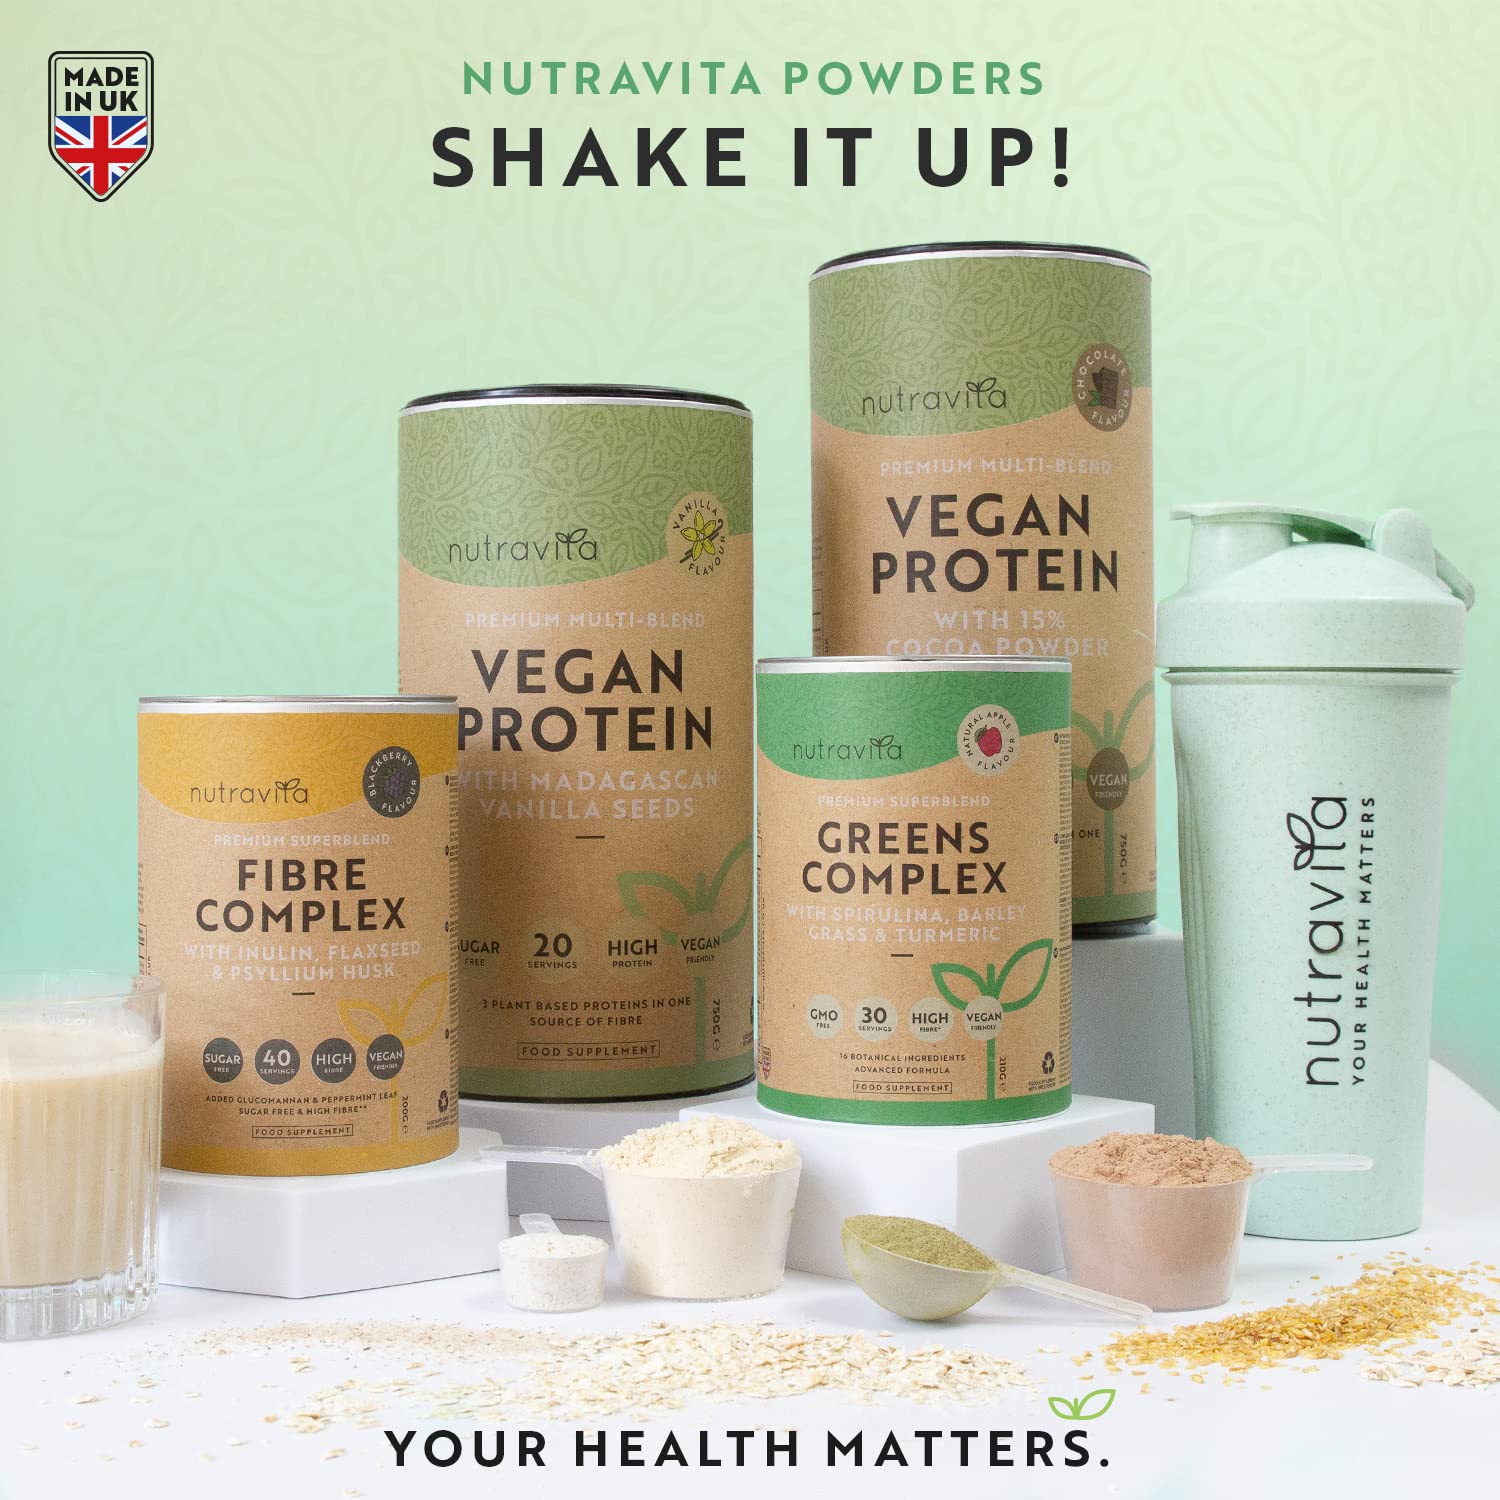 MADE
IN UK
NUTRAVITA POWDERS
SHAKE IT UP!
nutravita
CHOCOLATE FLAVOUR
PREMIUM MULTI-BLEND
VEGAN
PROTEIN
WITH 15%
COCOA POWDER
VEGAN
FRIENDLY
750G e
nutravita
VANILLA FLAVOUR
PREMIUM MULTI-BLEND
VEGAN
PROTEIN
WITH MADAGASCAN
VANILLA SEEDS
SUGAR
FREE
20
SERVINGS
HIGH
PROTEIN
VEGAN
FRIENDLY
3 PLANT BASED PROTEINS IN ONE
SOURCE OF FIBRE
FOOD SUPPLEMENT
750G e
nutravita
BLACKBERRY FLAVOUR
PREMIUM SUPERBLEND
FIBRE
COMPLEX
WITH INULIN, FLAXSEED
& PSYLLIUM HUSK
SUGAR
FREE
40
SERVINGS
HIGH
FIBRE
VEGAN
FRIENDLY
ADDED GLUCOMANNAN & PEPPERMINT LEAF
SUGAR FREE & HIGH FIBRE**
FOOD SUPPLEMENT
200G e
nutravita
NATURAL APPLE FLAVOUR
PREMIUM SUPERBLEND
GREENS
COMPLEX
WITH SPIRULINA, BARLEY
GRASS & TURMERIC
GMO
FREE
30
SERVINGS
HIGH
FIBRE*
VEGAN
FRIENDLY
16 BOTANICAL INGREDIENTS
ADVANCED FORMULA
FOOD SUPPLEMENT
210G e
nutravita
YOUR HEALTH MATTERS
YOUR HEALTH MATTERS.